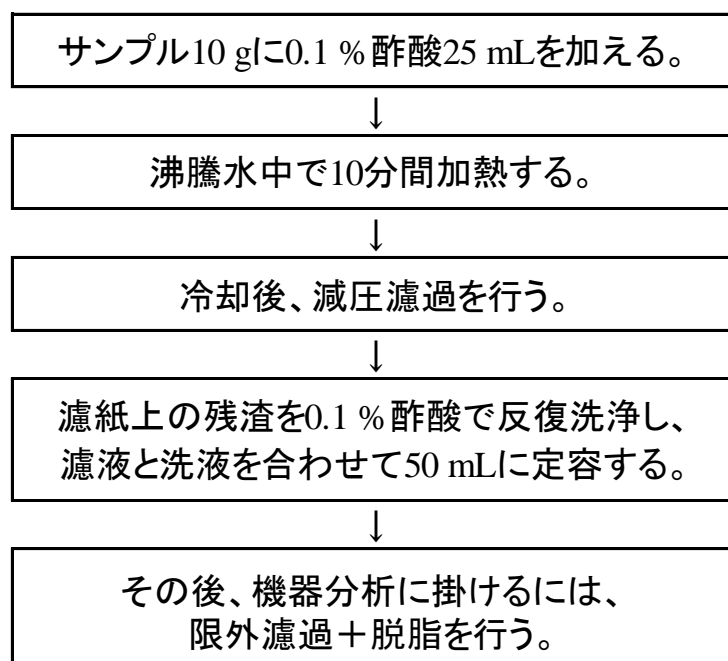 サンプル10 gに0.1 %酢酸25 mLを加える。
↓
沸騰水中で10分間加熱する。
↓
冷却後、減圧濾過を行う。
↓
濾紙上の残渣を0.1 %酢酸で反復洗浄し、
濾液と洗液を合わせて50 mLに定容する。
↓
その後、機器分析に掛けるには、
限外濾過＋脱脂を行う。